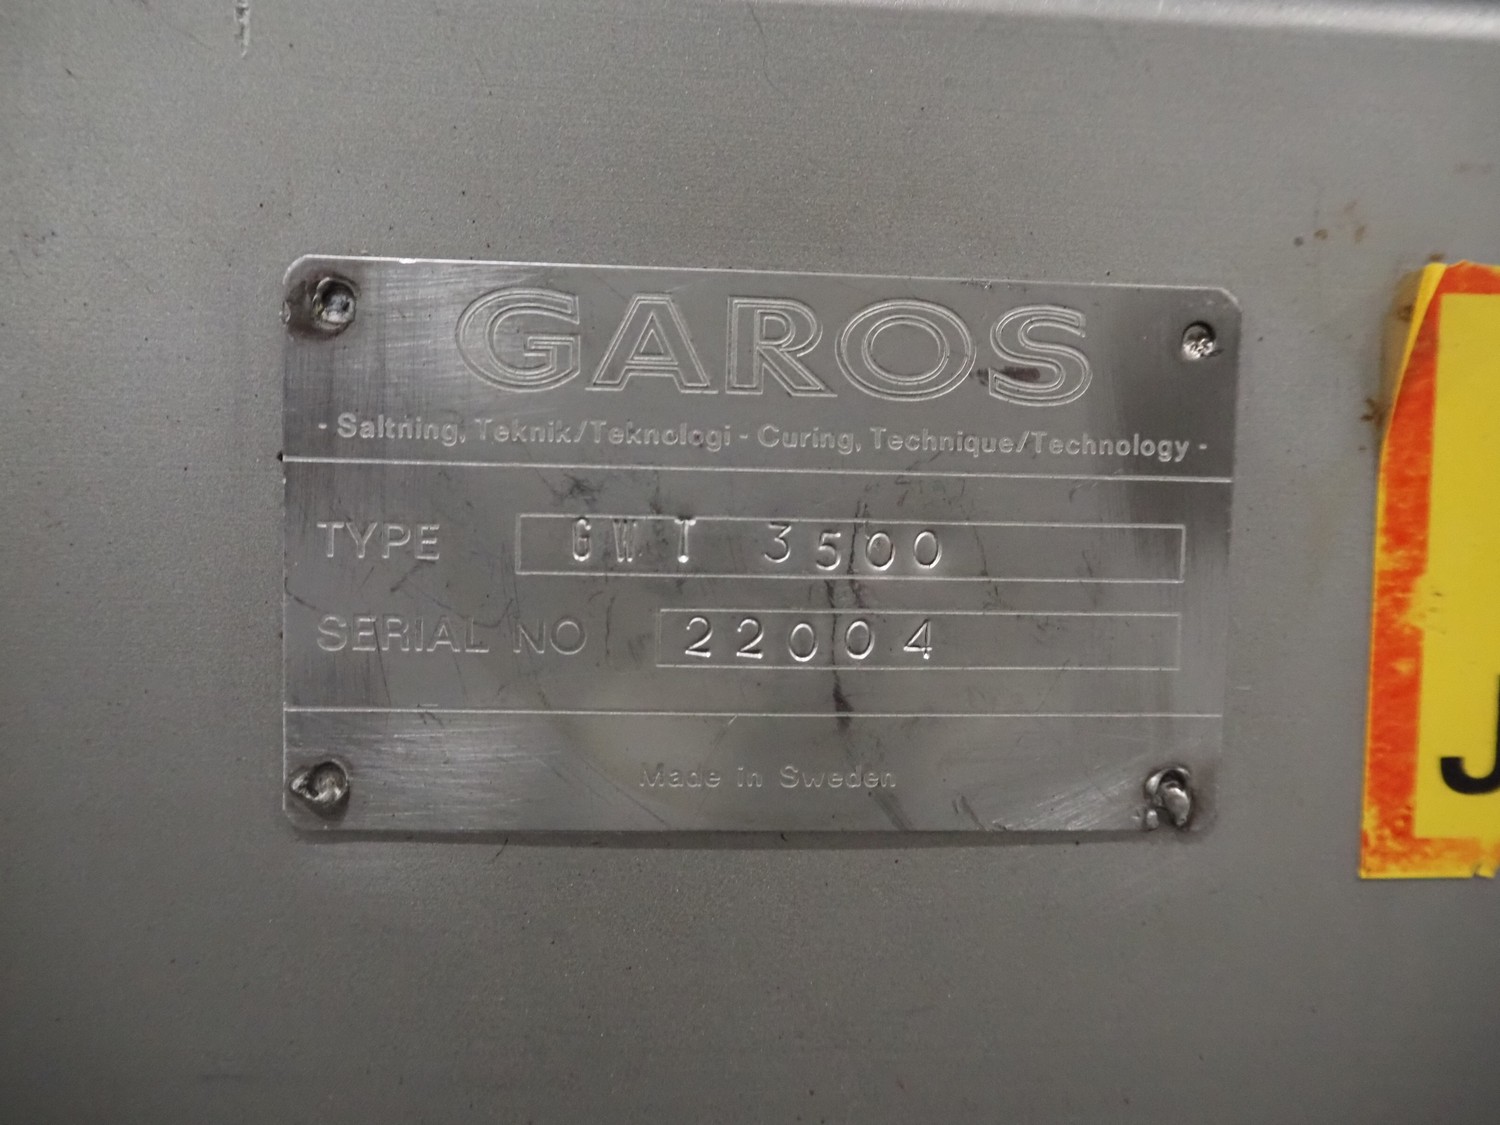 GAROS
- Saltning, Teknik/Teknologi - Curing, Technique/Technology -
TYPE GWT 3500
SERIAL NO 22004
Made in Sweden
J